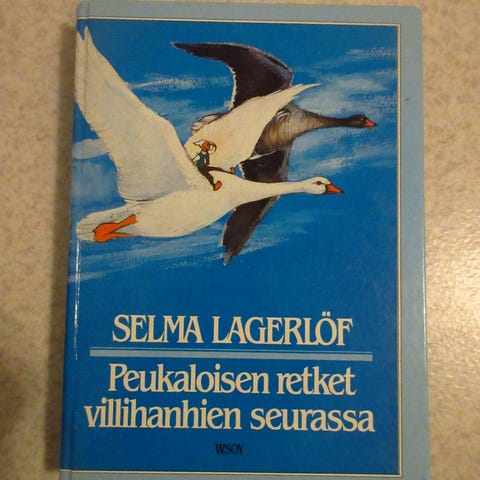 SELMA LAGERLÖF
Peukaloisen retket
villihanhien seurassa
WSOY